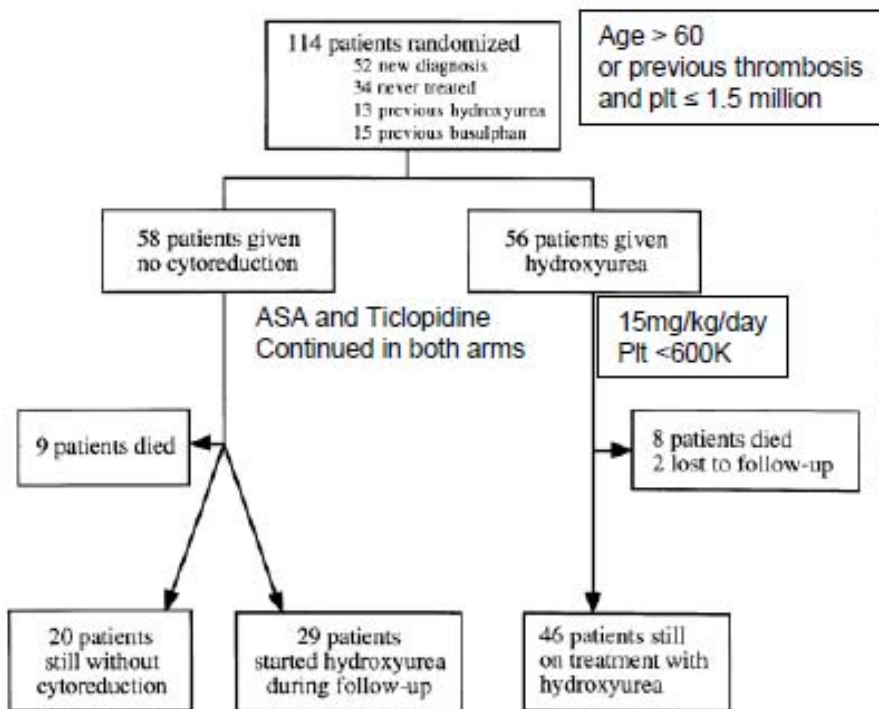 114 patients randomized
52 new diagnosis
34 never treated
13 previous hydroxyurea
15 previous busulphan
Age > 60
or previous thrombosis
and plt ≤ 1.5 million
58 patients given
no cytoreduction
56 patients given
hydroxyurea
ASA and Ticlopidine
Continued in both arms
15mg/kg/day
Plt <600K
9 patients died
8 patients died
2 lost to follow-up
20 patients
still without
cytoreduction
29 patients
started hydroxyurea
during follow-up
46 patients still
on treatment with
hydroxyurea